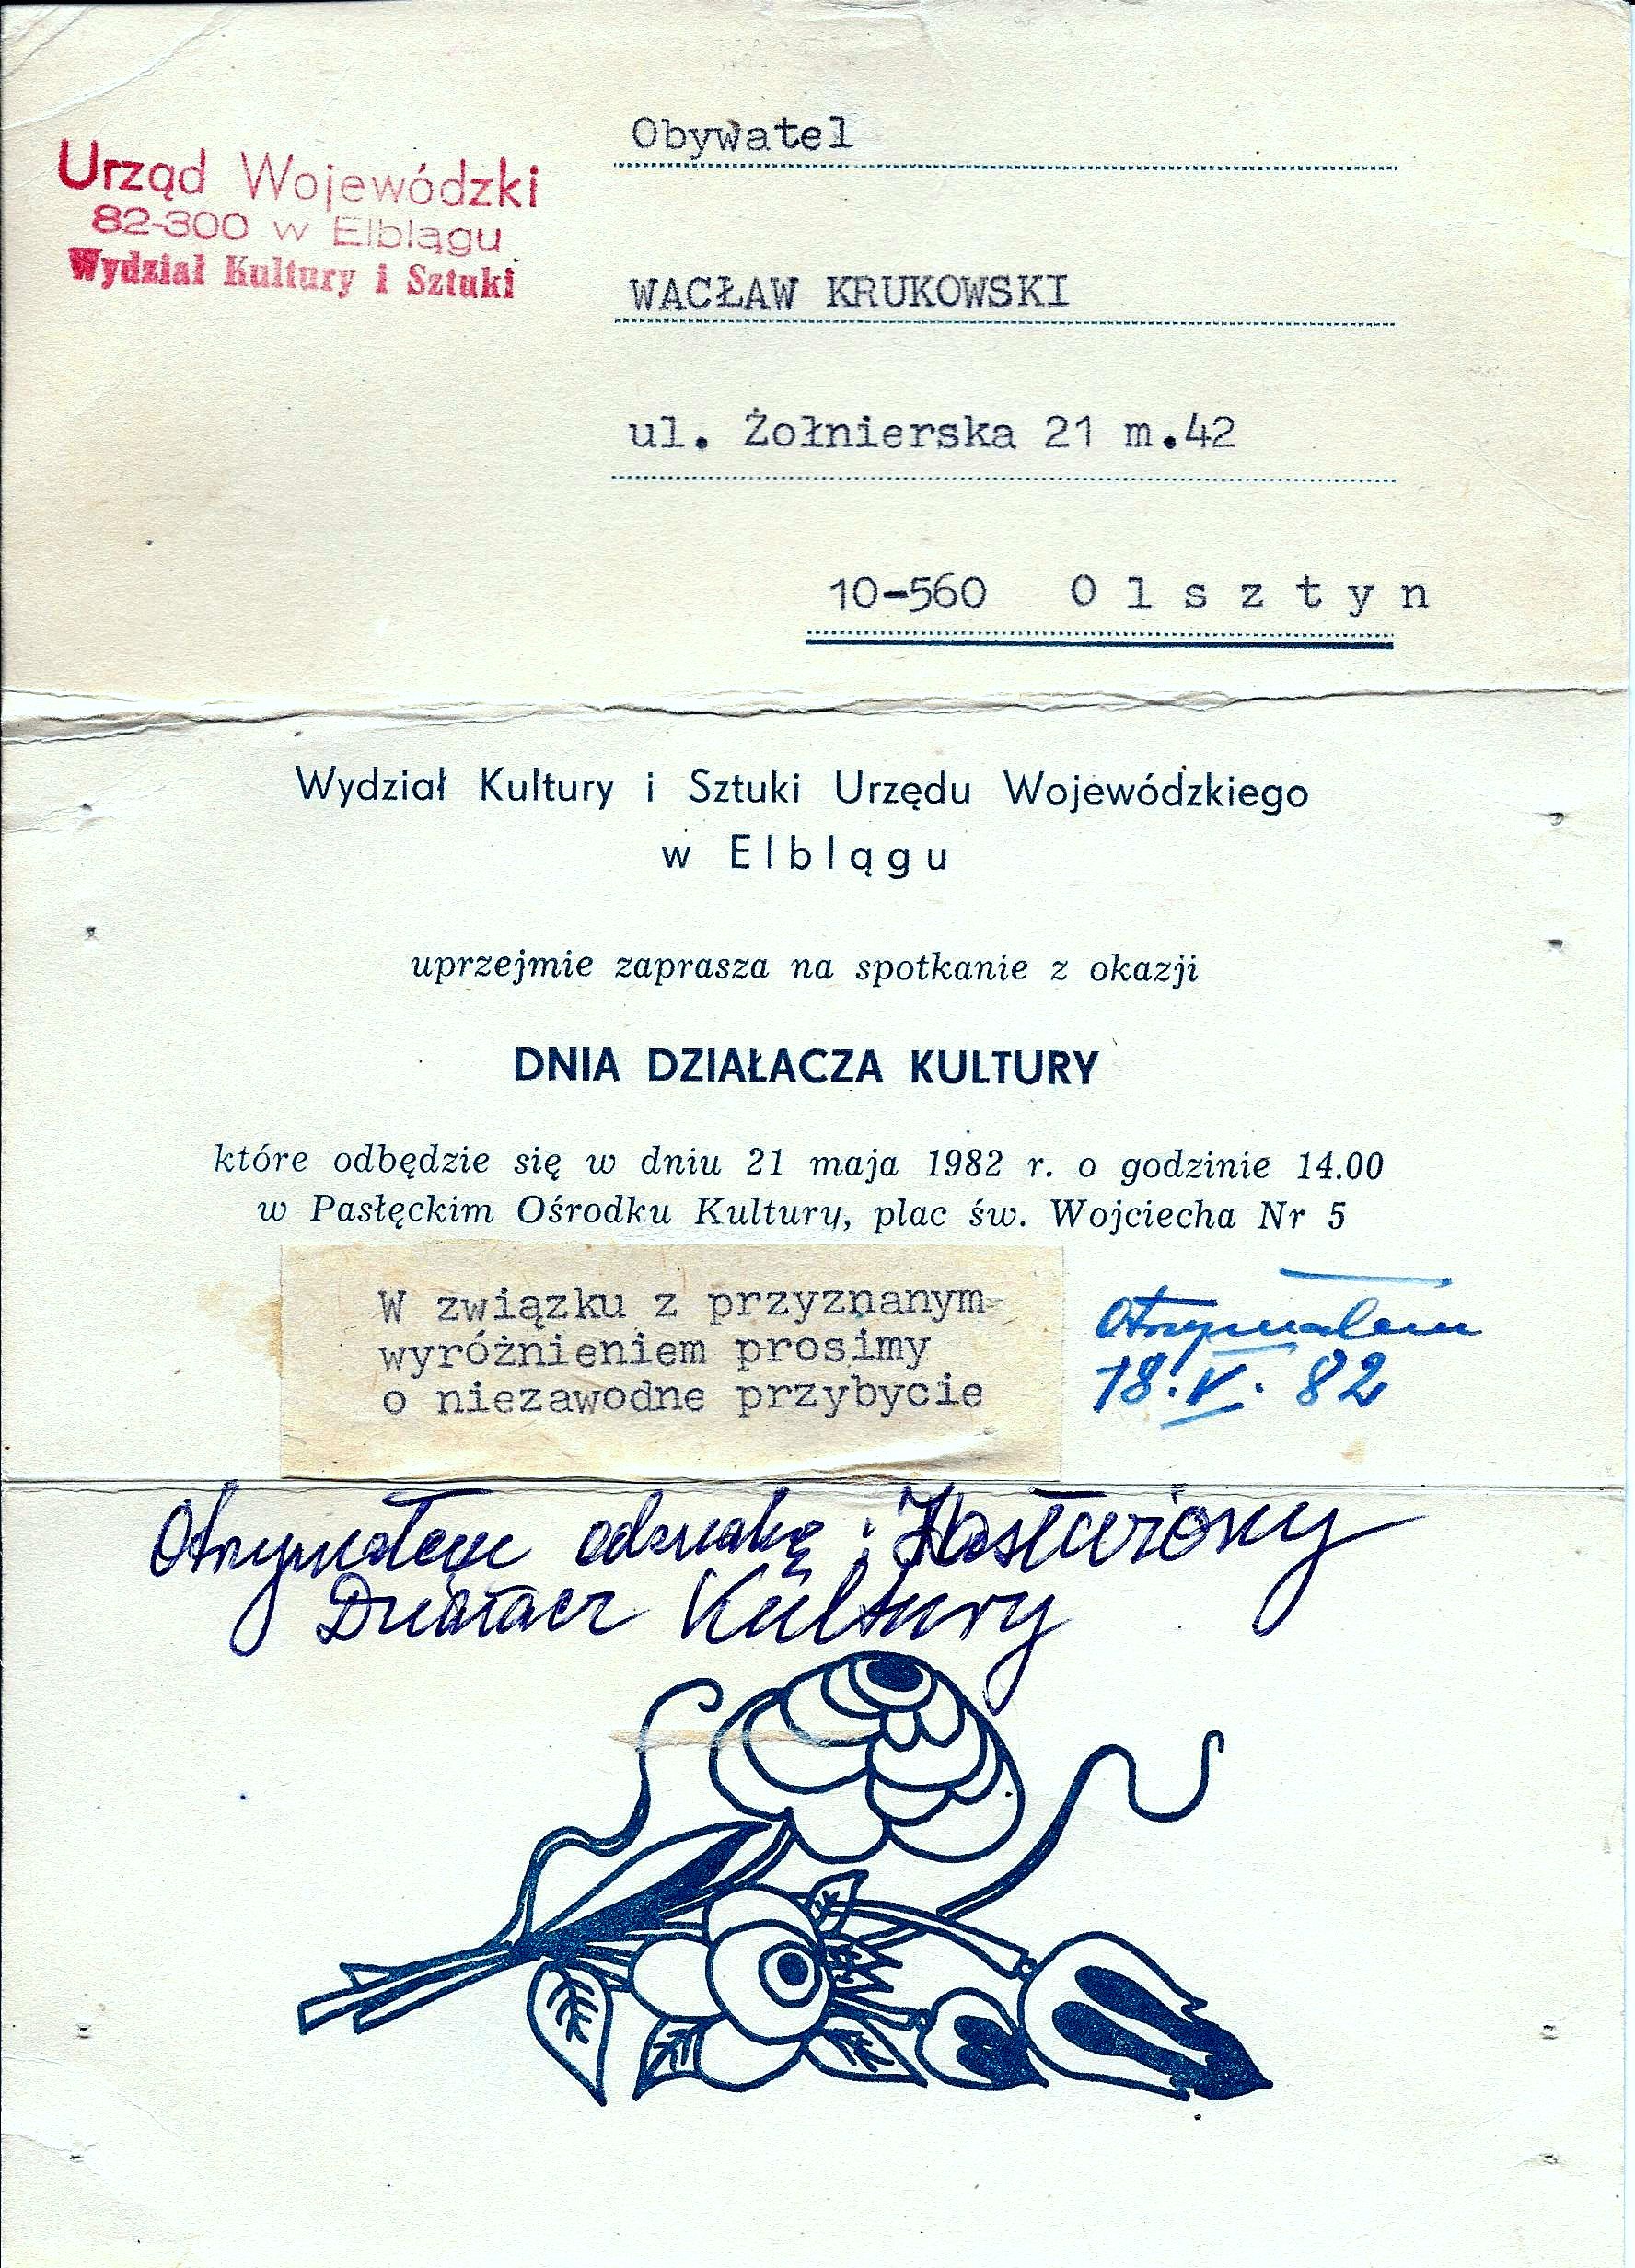 Urząd Wojewódzki
82-300 w Elblągu
Wydział Kultury i Sztuki
Obywatel
WACŁAW KRUKOWSKI
ul. Żołnierska 21 m.42
10-560 Olsztyn
Wydział Kultury i Sztuki Urzędu Wojewódzkiego
w Elblągu
uprzejmie zaprasza na spotkanie z okazji
DNIA DZIAŁACZA KULTURY
które odbędzie się w dniu 21 maja 1982 r. o godzinie 14.00
w Pasłęckim Ośrodku Kultury, plac św. Wojciecha Nr 5
W związku z przyznanym
wyróżnieniem prosimy
o niezawodne przybycie
Otrzymałem
18.V.82
Otrzymałem odznakę: Zasłużony
Działacz Kultury